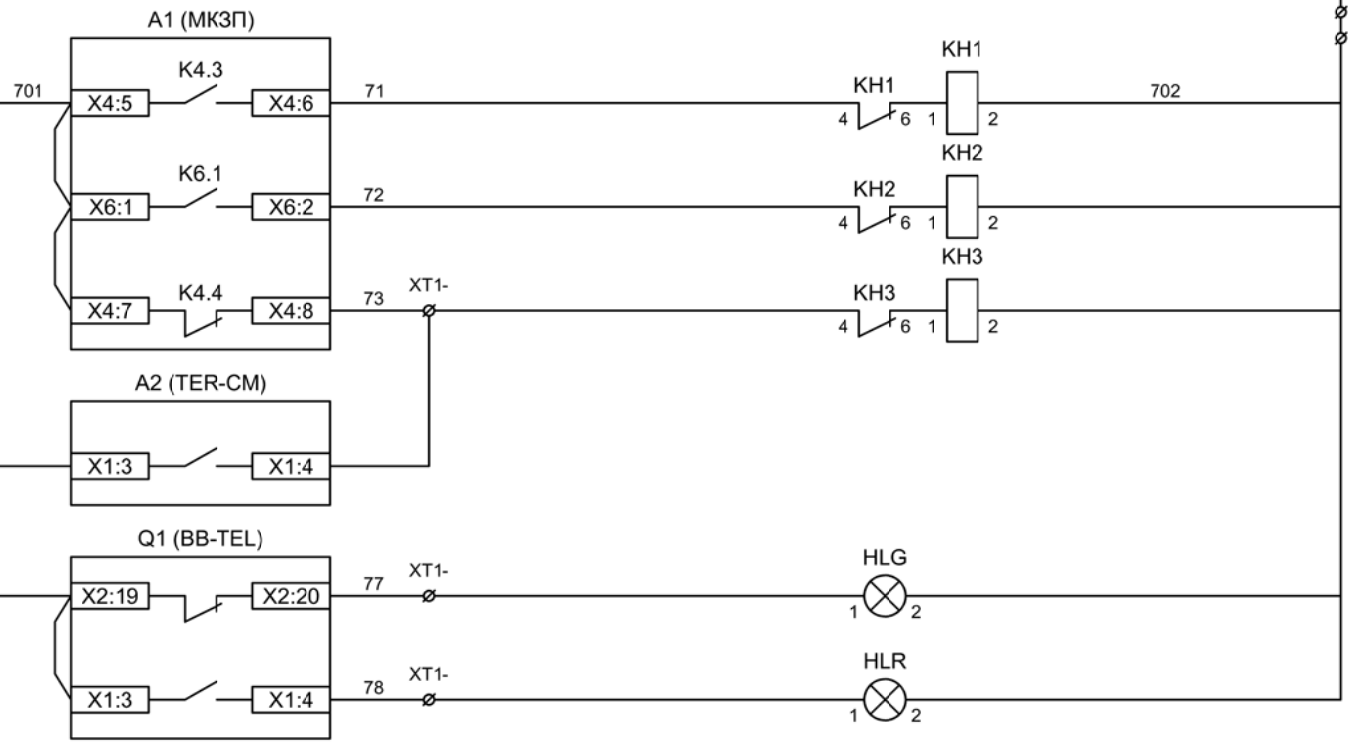 A1 (МКЗП)
KH1
K4.3
701
X4:5
X4:6
71
KH1
702
4
6
1
2
KH2
K6.1
X6:1
X6:2
72
KH2
4
6
1
2
KH3
K4.4
X4:7
X4:8
73
XT1-
KH3
4
6
1
2
A2 (TER-CM)
X1:3
X1:4
Q1 (BB-TEL)
HLG
X2:19
X2:20
77
XT1-
1
2
HLR
X1:3
X1:4
78
XT1-
1
2